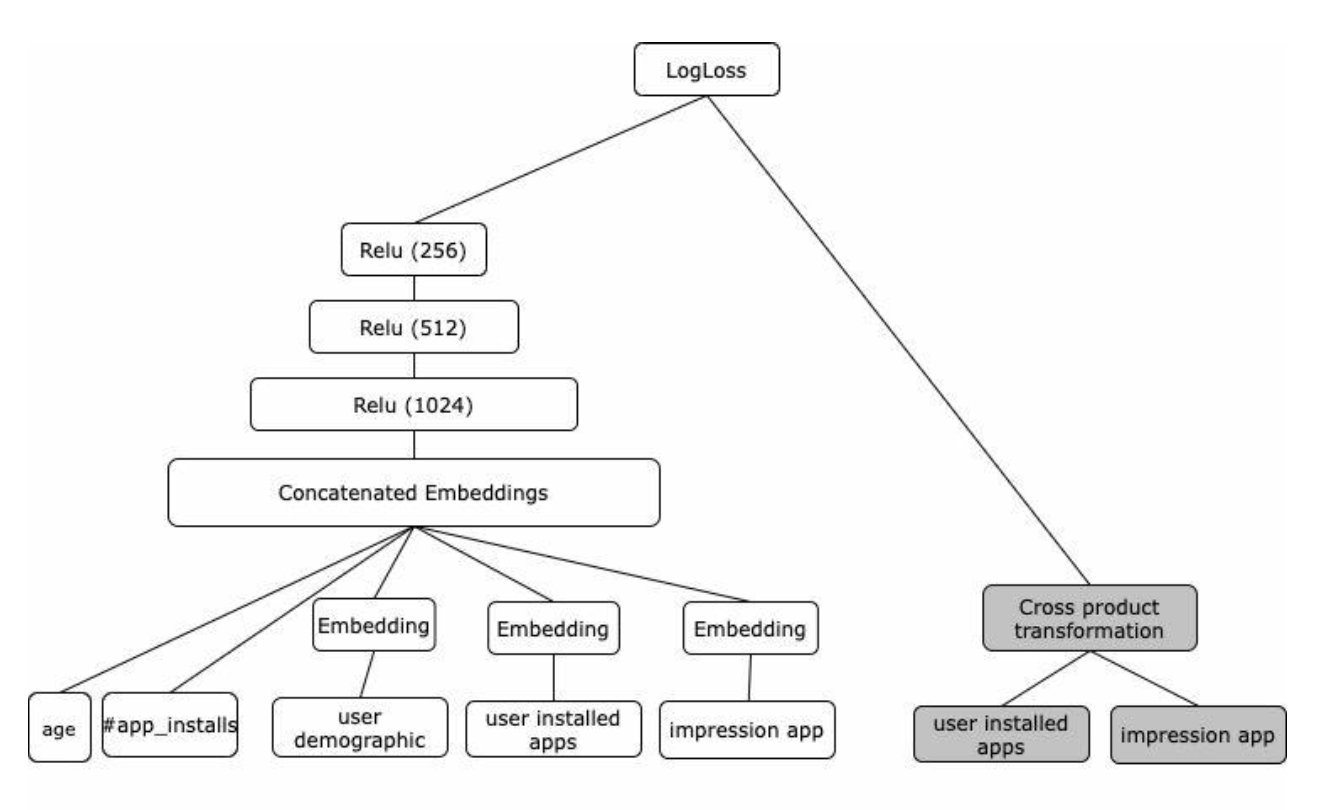 LogLoss
Relu (256)
Relu (512)
Relu (1024)
Concatenated Embeddings
Embedding
Embedding
Embedding
Cross product
transformation
age
#app_installs
user
demographic
user installed
apps
impression app
user installed
apps
impression app